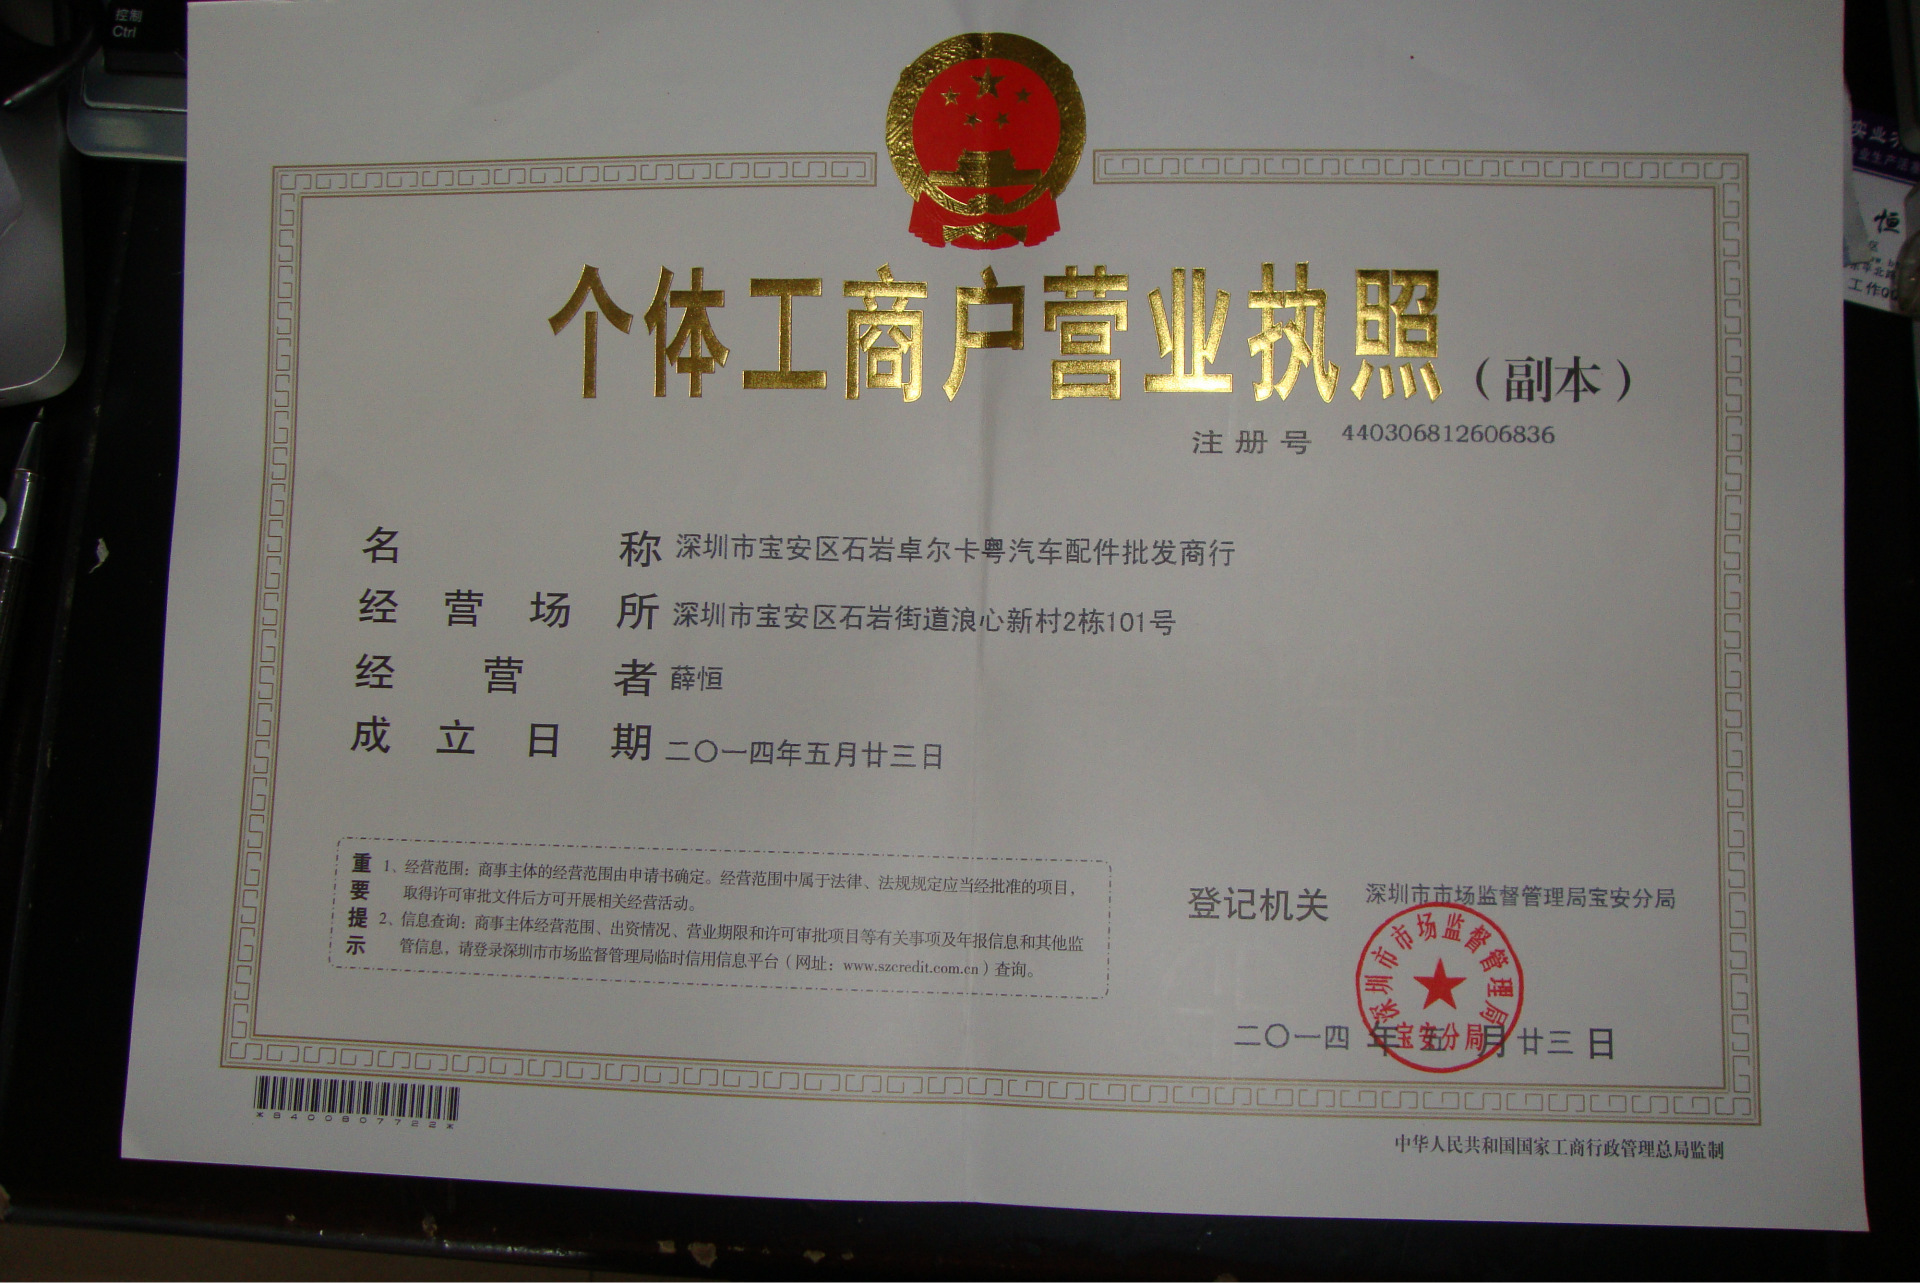 控制
Ctrl
个体工商户营业执照（副本）
注册号 440306812606836
名称 深圳市宝安区石岩卓尔卡粤汽车配件批发商行
经营场所 深圳市宝安区石岩街道浪心新村2栋101号
经营者 薛恒
成立日期 二〇一四年五月廿三日
重要提示
1、经营范围：商事主体的经营范围由申请书确定。经营范围中属于法律、法规规定应当经批准的项目，
取得许可审批文件后方可开展相关经营活动。
2、信息查询：商事主体经营范围、出资情况、营业期限和许可审批项目等有关事项及年报信息和其他监
管信息，请登录深圳市市场监督管理局临时信用信息平台（网址：www.szcredit.com.cn）查询。
登记机关 深圳市市场监督管理局宝安分局
深圳市市场监督管理局
宝安分局
二〇一四年五月廿三日
*8400807722*
中华人民共和国国家工商行政管理总局监制
实业
恒
区
工作